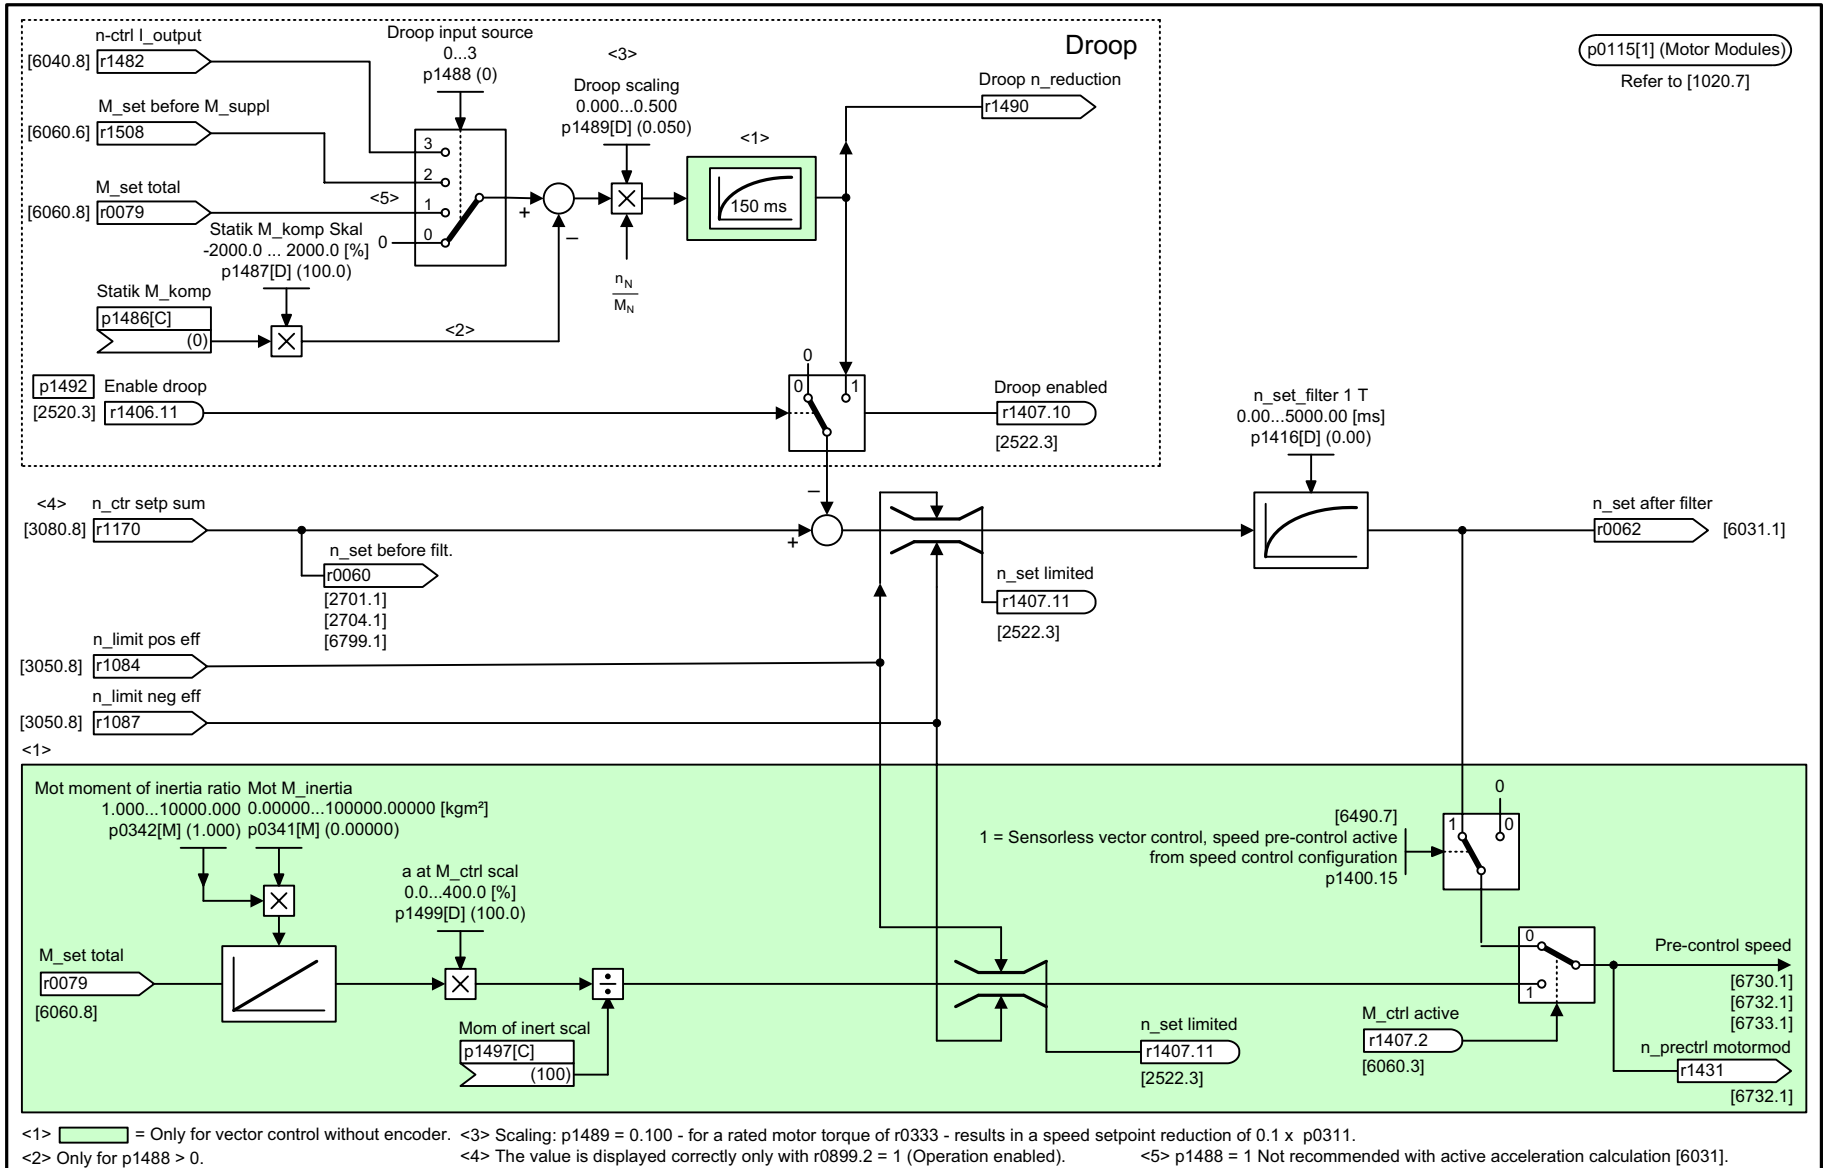 n-ctrl I_output
[6040.8] r1482
M_set before M_suppl
[6060.6] r1508
M_set total
[6060.8] r0079
Droop input source
0...3
p1488 (0)
3
2
<5> 1
0 0
Statik M_komp Skal
-2000.0 ... 2000.0 [%]
p1487[D] (100.0)
Statik M_komp
p1486[C]
(0)
×
<2>
+
–
<3>
Droop scaling
0.000...0.500
p1489[D] (0.050)
×
nN
MN
<1>
150 ms
Droop
Droop n_reduction
r1490
p0115[1] (Motor Modules)
Refer to [1020.7]
p1492 Enable droop
[2520.3] r1406.11
0
0 1
Droop enabled
r1407.10
[2522.3]
n_set_filter 1 T
0.00...5000.00 [ms]
p1416[D] (0.00)
<4> n_ctr setp sum
[3080.8] r1170
–
+
n_set before filt.
r0060
[2701.1]
[2704.1]
[6799.1]
n_set limited
r1407.11
[2522.3]
n_set after filter
r0062 [6031.1]
n_limit pos eff
[3050.8] r1084
n_limit neg eff
[3050.8] r1087
<1>
Mot moment of inertia ratio
1.000...10000.000
p0342[M] (1.000)
Mot M_inertia
0.00000...100000.00000 [kgm²]
p0341[M] (0.00000)
×
a at M_ctrl scal
0.0...400.0 [%]
p1499[D] (100.0)
M_set total
r0079
[6060.8]
×
÷
Mom of inert scal
p1497[C]
(100)
n_set limited
r1407.11
[2522.3]
[6490.7]
1 = Sensorless vector control, speed pre-control active
from speed control configuration
p1400.15
0
1 0
0
1
M_ctrl active
r1407.2
[6060.3]
Pre-control speed
[6730.1]
[6732.1]
[6733.1]
n_prectrl motormod
r1431
[6732.1]
<1> = Only for vector control without encoder. <3> Scaling: p1489 = 0.100 - for a rated motor torque of r0333 - results in a speed setpoint reduction of 0.1 x p0311.
<2> Only for p1488 > 0. <4> The value is displayed correctly only with r0899.2 = 1 (Operation enabled). <5> p1488 = 1 Not recommended with active acceleration calculation [6031].